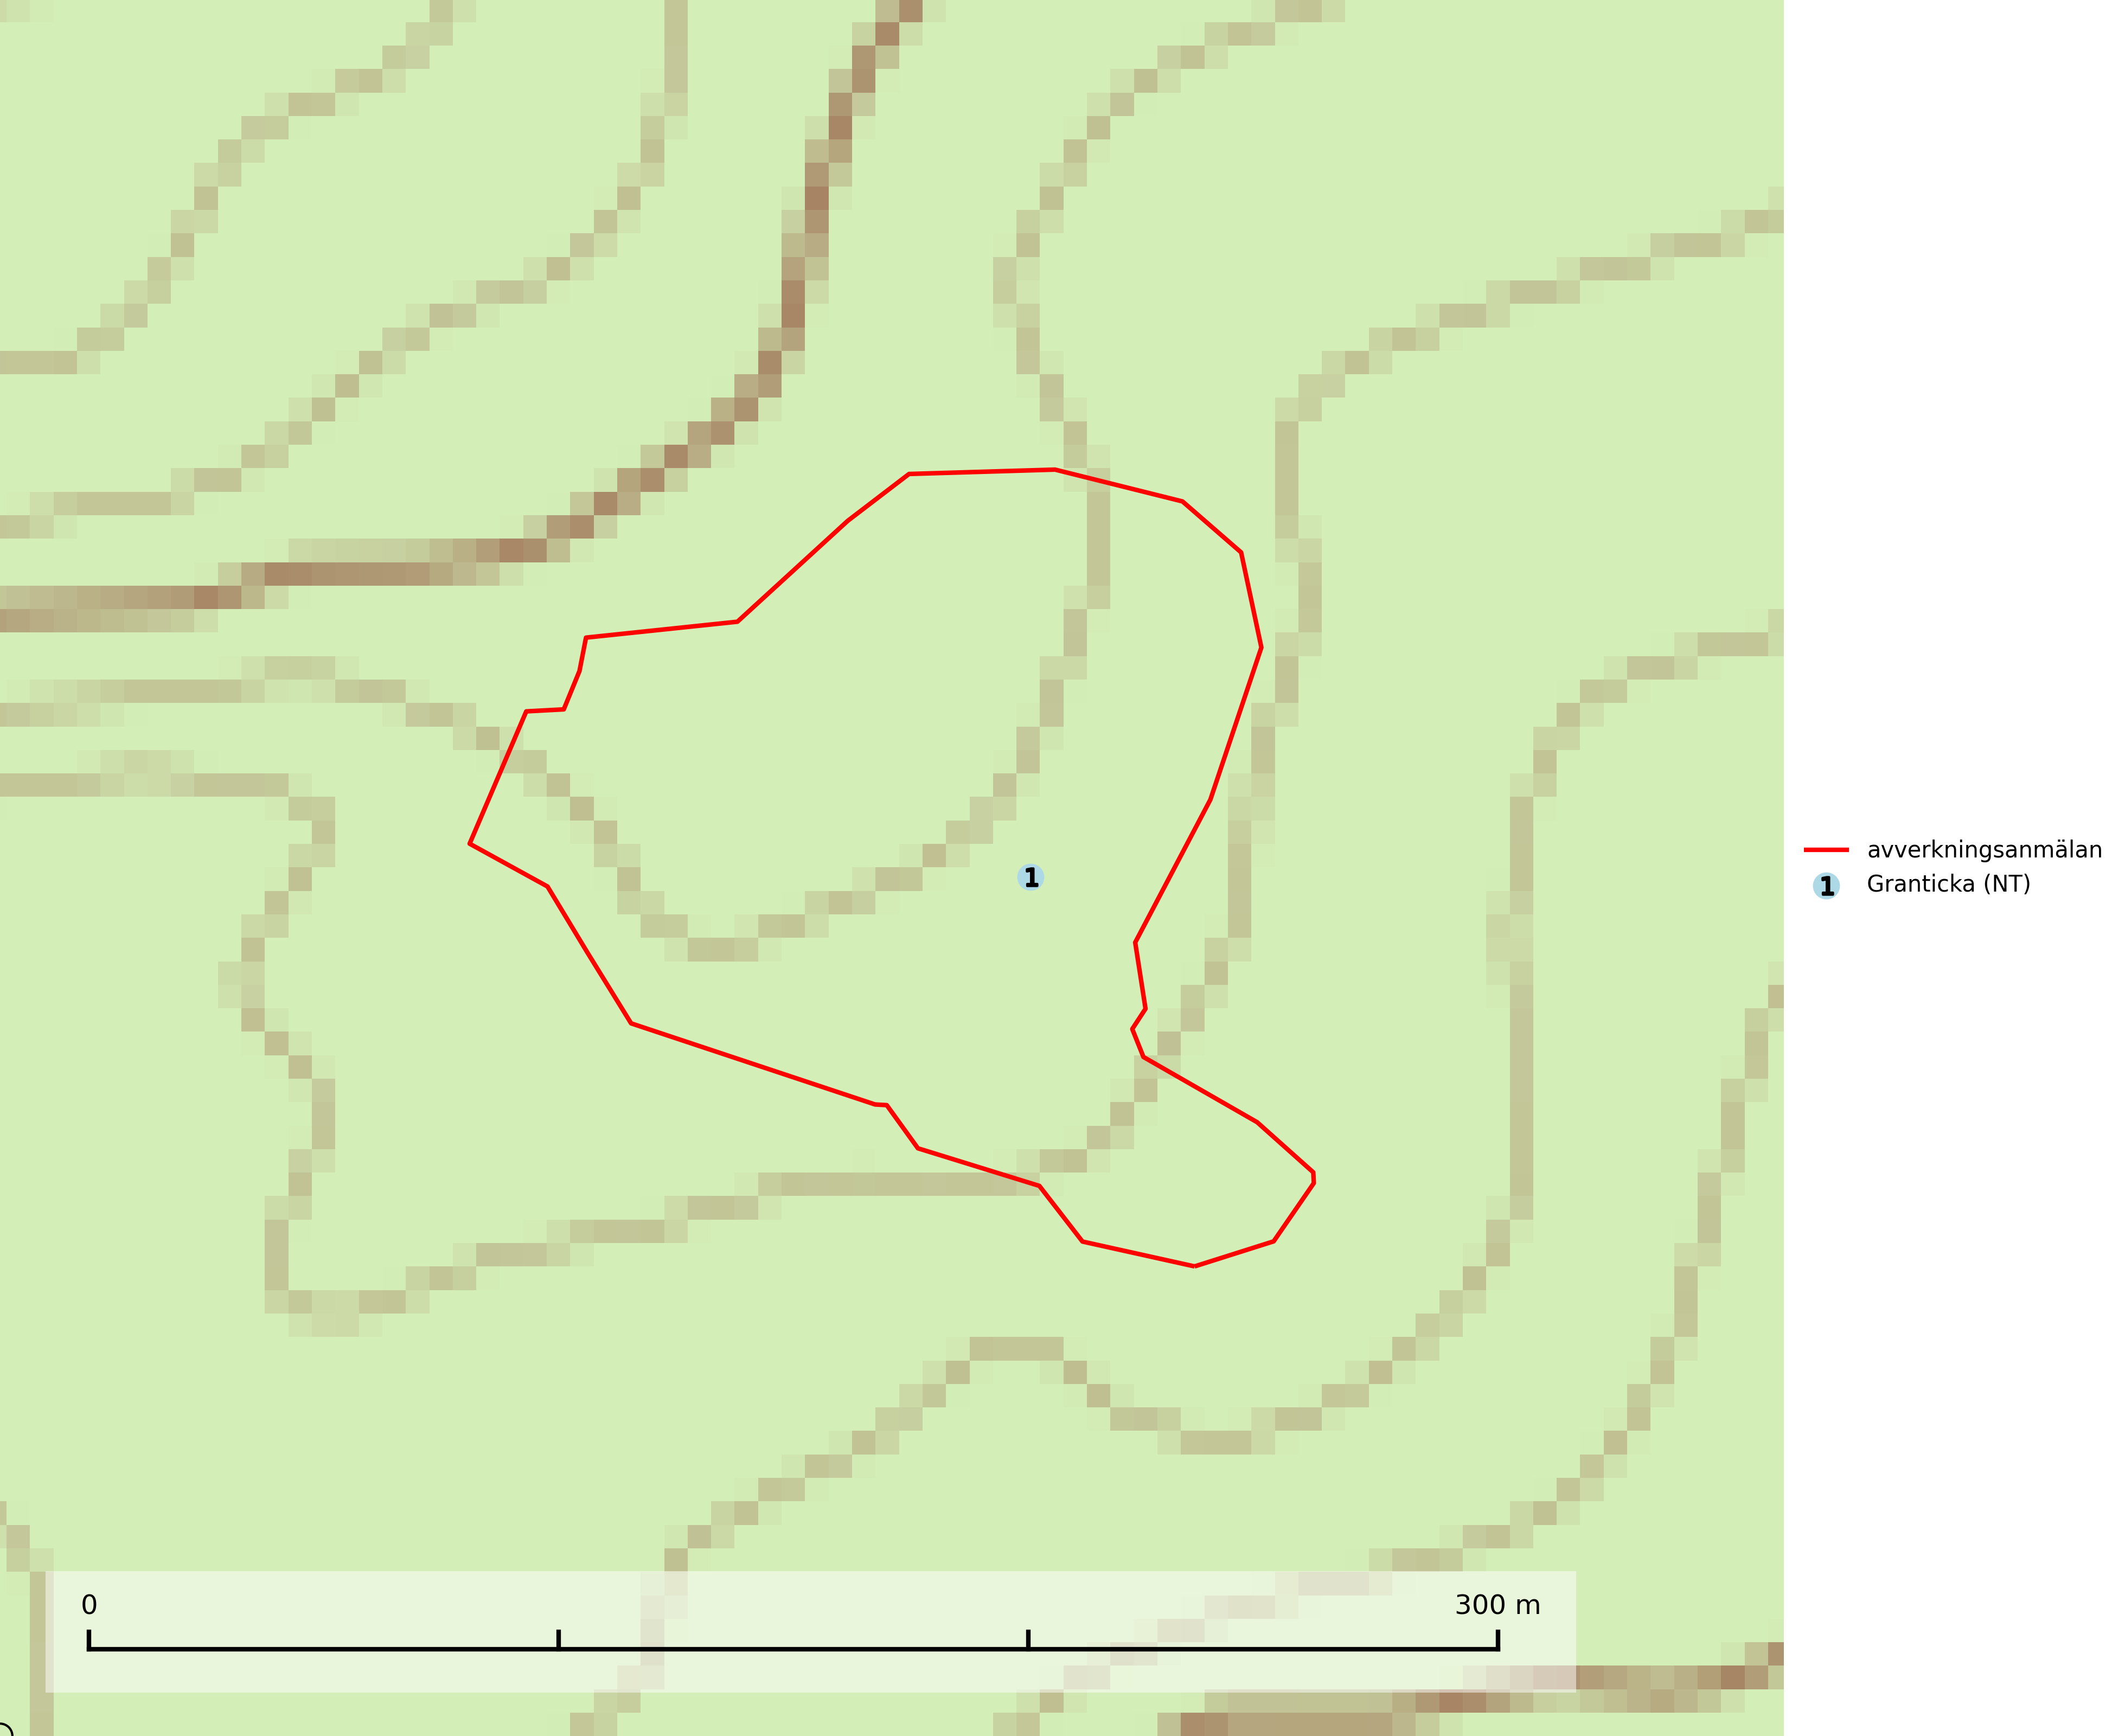 1
avverkningsanmälan
1 Granticka (NT)
0 300 m